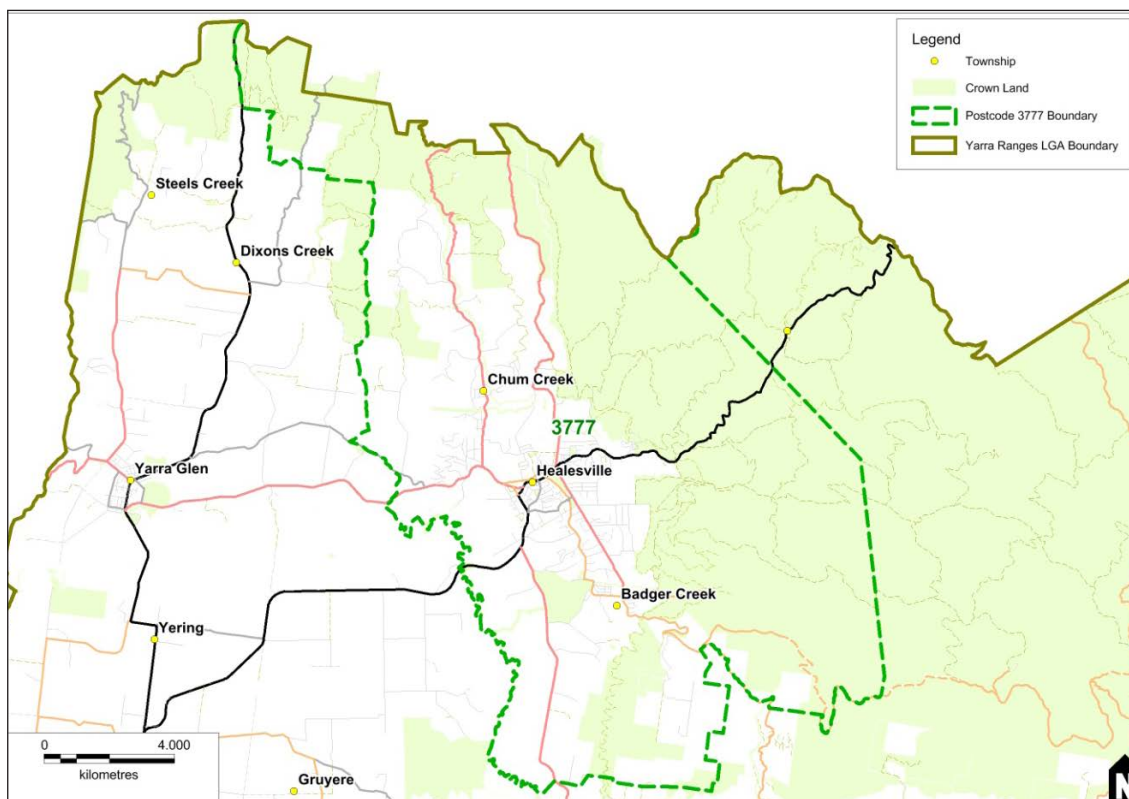 Legend
Township
Crown Land
Postcode 3777 Boundary
Yarra Ranges LGA Boundary
Steels Creek
Dixons Creek
Chum Creek
3777
Yarra Glen
Healesville
Badger Creek
Yering
0 4.000
kilometres
Gruyere
N